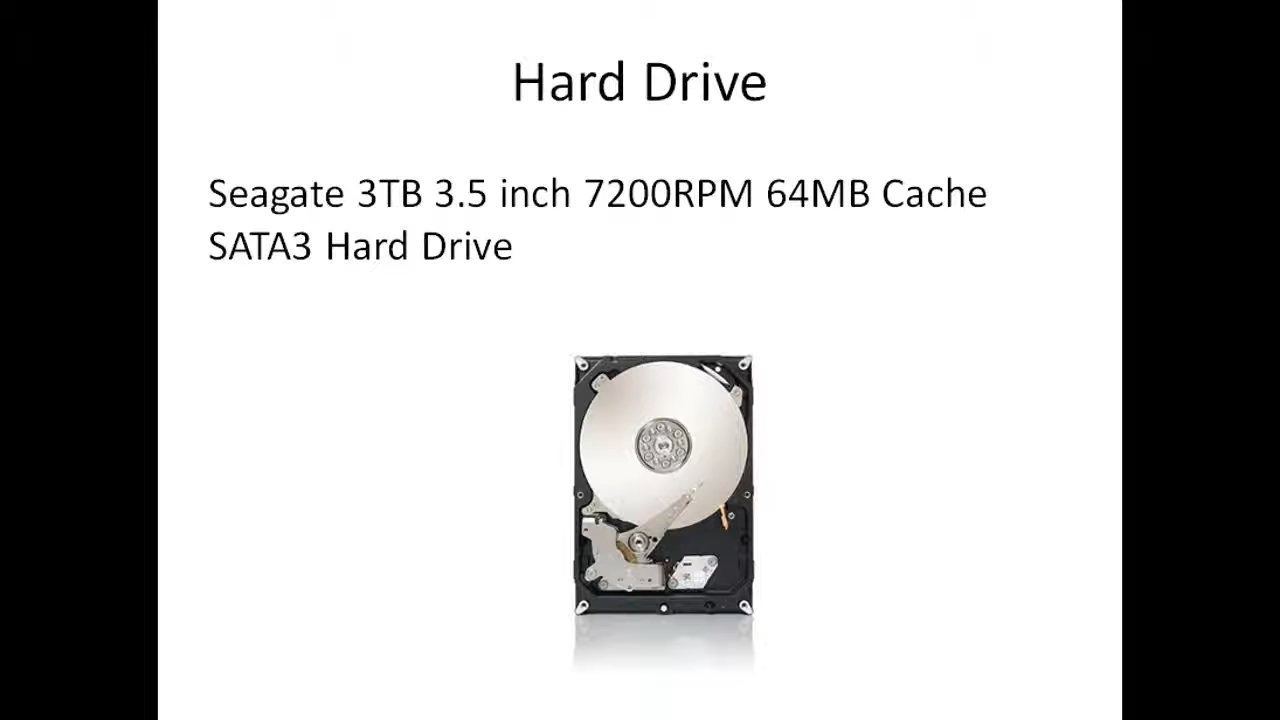 Hard Drive
Seagate 3TB 3.5 inch 7200RPM 64MB Cache
SATA3 Hard Drive